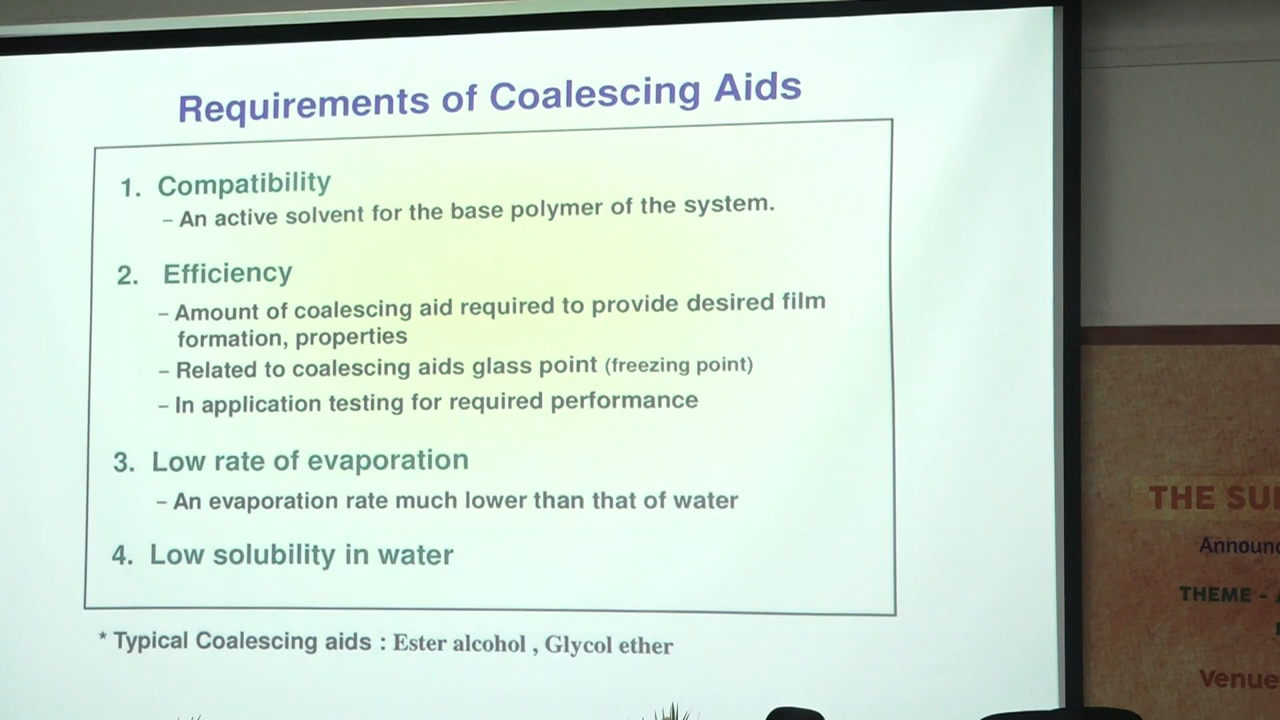 Requirements of Coalescing Aids
1. Compatibility
– An active solvent for the base polymer of the system.
2. Efficiency
– Amount of coalescing aid required to provide desired film
formation, properties
– Related to coalescing aids glass point (freezing point)
– In application testing for required performance
3. Low rate of evaporation
– An evaporation rate much lower than that of water
4. Low solubility in water
* Typical Coalescing aids : Ester alcohol , Glycol ether
THE
THEME -
Venue